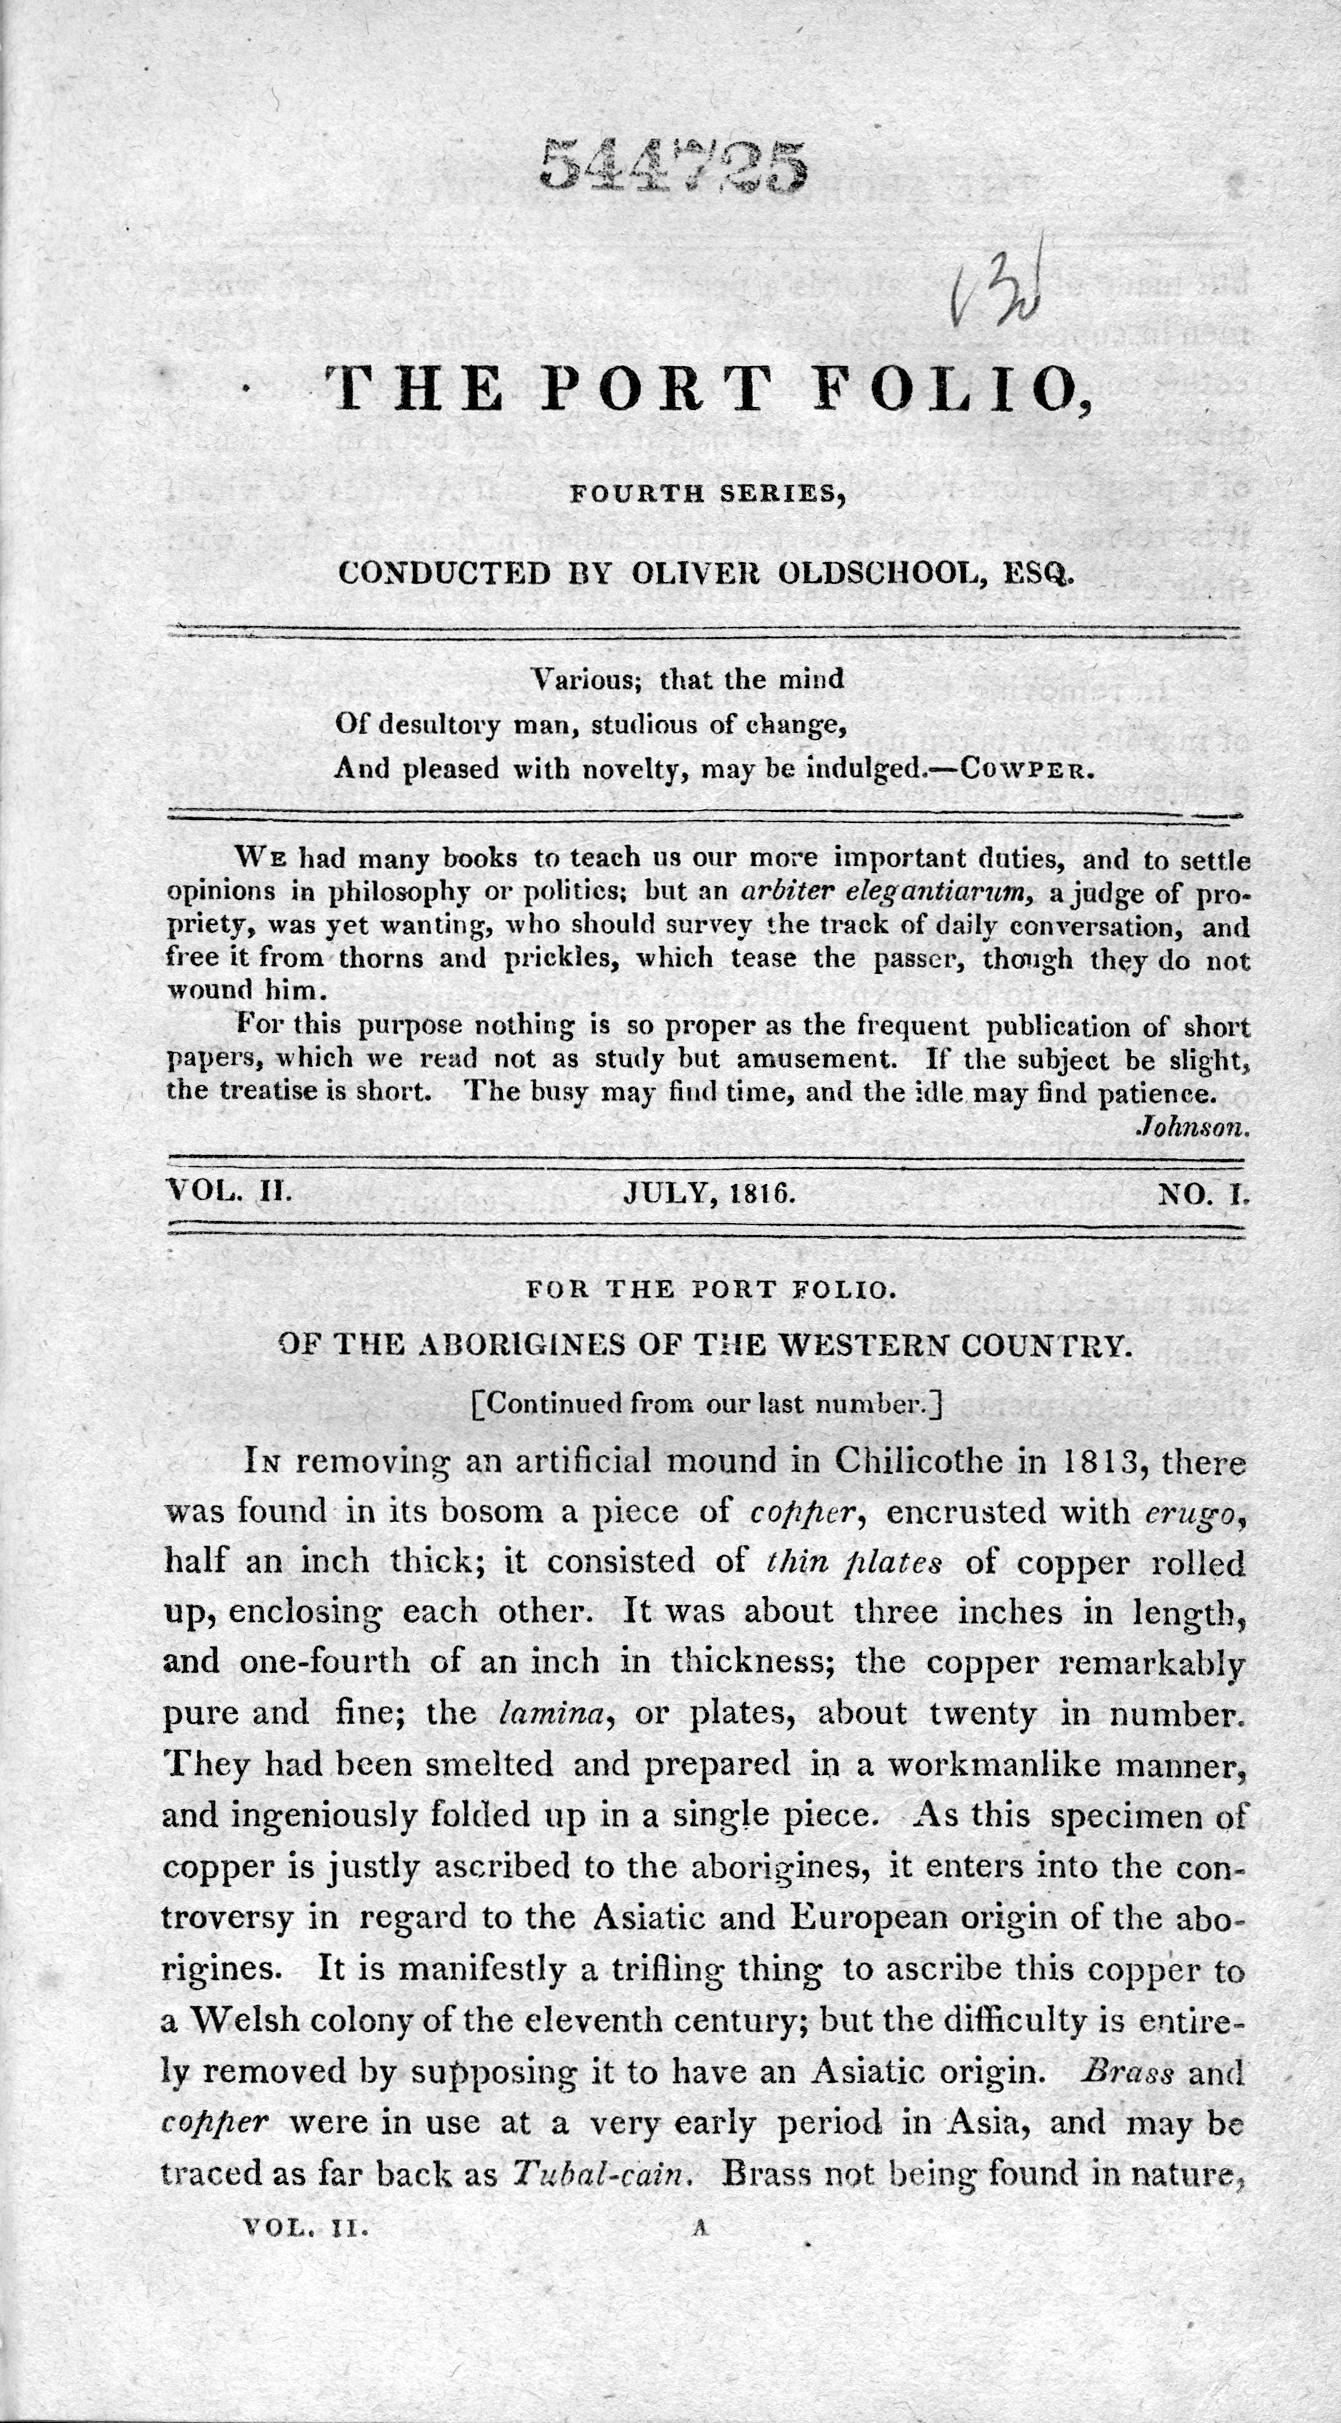 544725
THE PORT FOLIO,
FOURTH SERIES,
CONDUCTED BY OLIVER OLDSCHOOL, ESQ.
Various; that the mind
Of desultory man, studious of change,
And pleased with novelty, may be indulged.—COWPER.
WE had many books to teach us our more important duties, and to settle
opinions in philosophy or politics; but an arbiter elegantiarum, a judge of pro-
priety, was yet wanting, who should survey the track of daily conversation, and
free it from thorns and prickles, which tease the passer, though they do not
wound him.
For this purpose nothing is so proper as the frequent publication of short
papers, which we read not as study but amusement. If the subject be slight,
the treatise is short. The busy may find time, and the idle may find patience.
Johnson.
VOL. II. JULY, 1816. NO. I.
FOR THE PORT FOLIO.
OF THE ABORIGINES OF THE WESTERN COUNTRY.
[Continued from our last number.]
IN removing an artificial mound in Chilicothe in 1813, there
was found in its bosom a piece of copper, encrusted with erugo,
half an inch thick; it consisted of thin plates of copper rolled
up, enclosing each other. It was about three inches in length,
and one-fourth of an inch in thickness; the copper remarkably
pure and fine; the lamina, or plates, about twenty in number.
They had been smelted and prepared in a workmanlike manner,
and ingeniously folded up in a single piece. As this specimen of
copper is justly ascribed to the aborigines, it enters into the con-
troversy in regard to the Asiatic and European origin of the abo-
rigines. It is manifestly a trifling thing to ascribe this copper to
a Welsh colony of the eleventh century; but the difficulty is entire-
ly removed by supposing it to have an Asiatic origin. Brass and
copper were in use at a very early period in Asia, and may be
traced as far back as Tubal-cain. Brass not being found in nature,
VOL. II. A